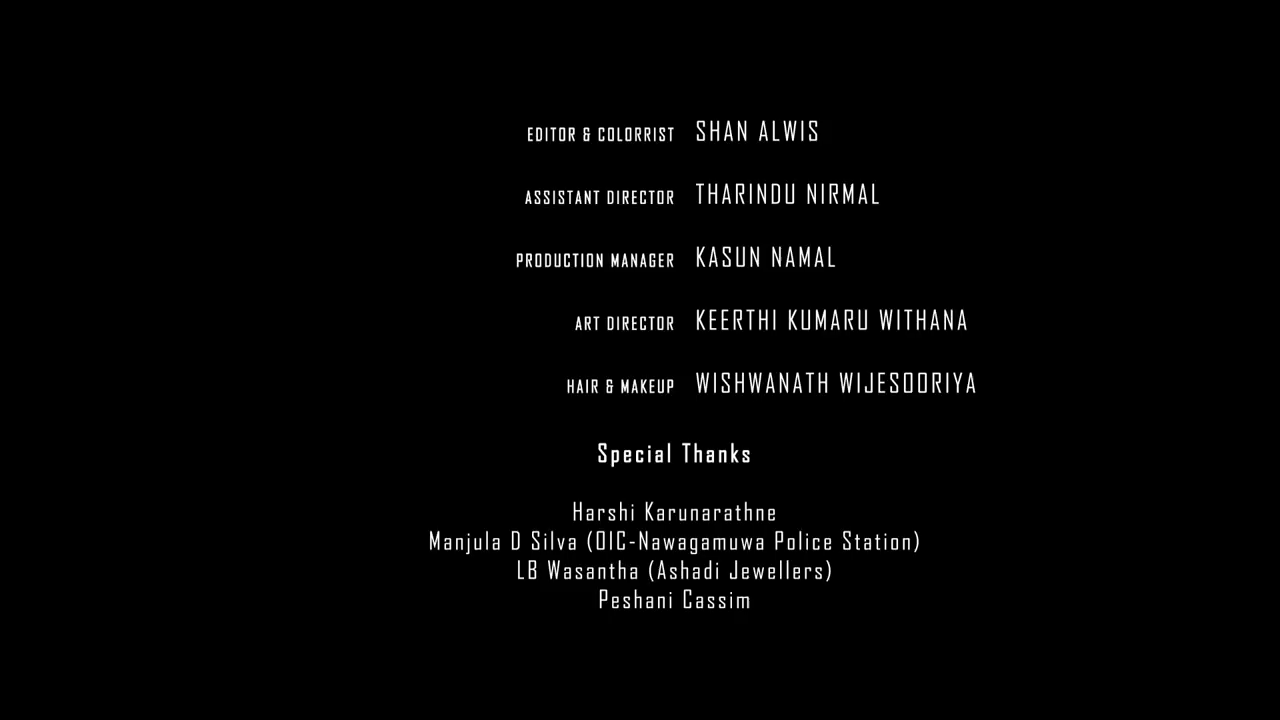 EDITOR & COLORRIST SHAN ALWIS
ASSISTANT DIRECTOR THARINDU NIRMAL
PRODUCTION MANAGER KASUN NAMAL
ART DIRECTOR KEERTHI KUMARU WITHANA
HAIR & MAKEUP WISHWANATH WIJESOORIYA
Special Thanks
Harshi Karunarathne
Manjula D Silva (OIC-Nawagamuwa Police Station)
LB Wasantha (Ashadi Jewellers)
Peshani Cassim